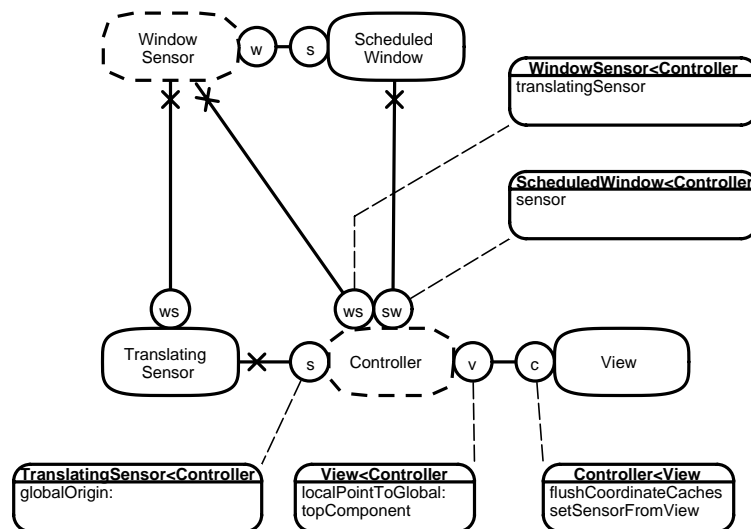 Window
Sensor
w
s
Scheduled
Window
WindowSensor<Controller
translatingSensor
ScheduledWindow<Controller
sensor
ws
ws
sw
Translating
Sensor
s
Controller
v
c
View
TranslatingSensor<Controller
globalOrigin:
View<Controller
localPointToGlobal:
topComponent
Controller<View
flushCoordinateCaches
setSensorFromView